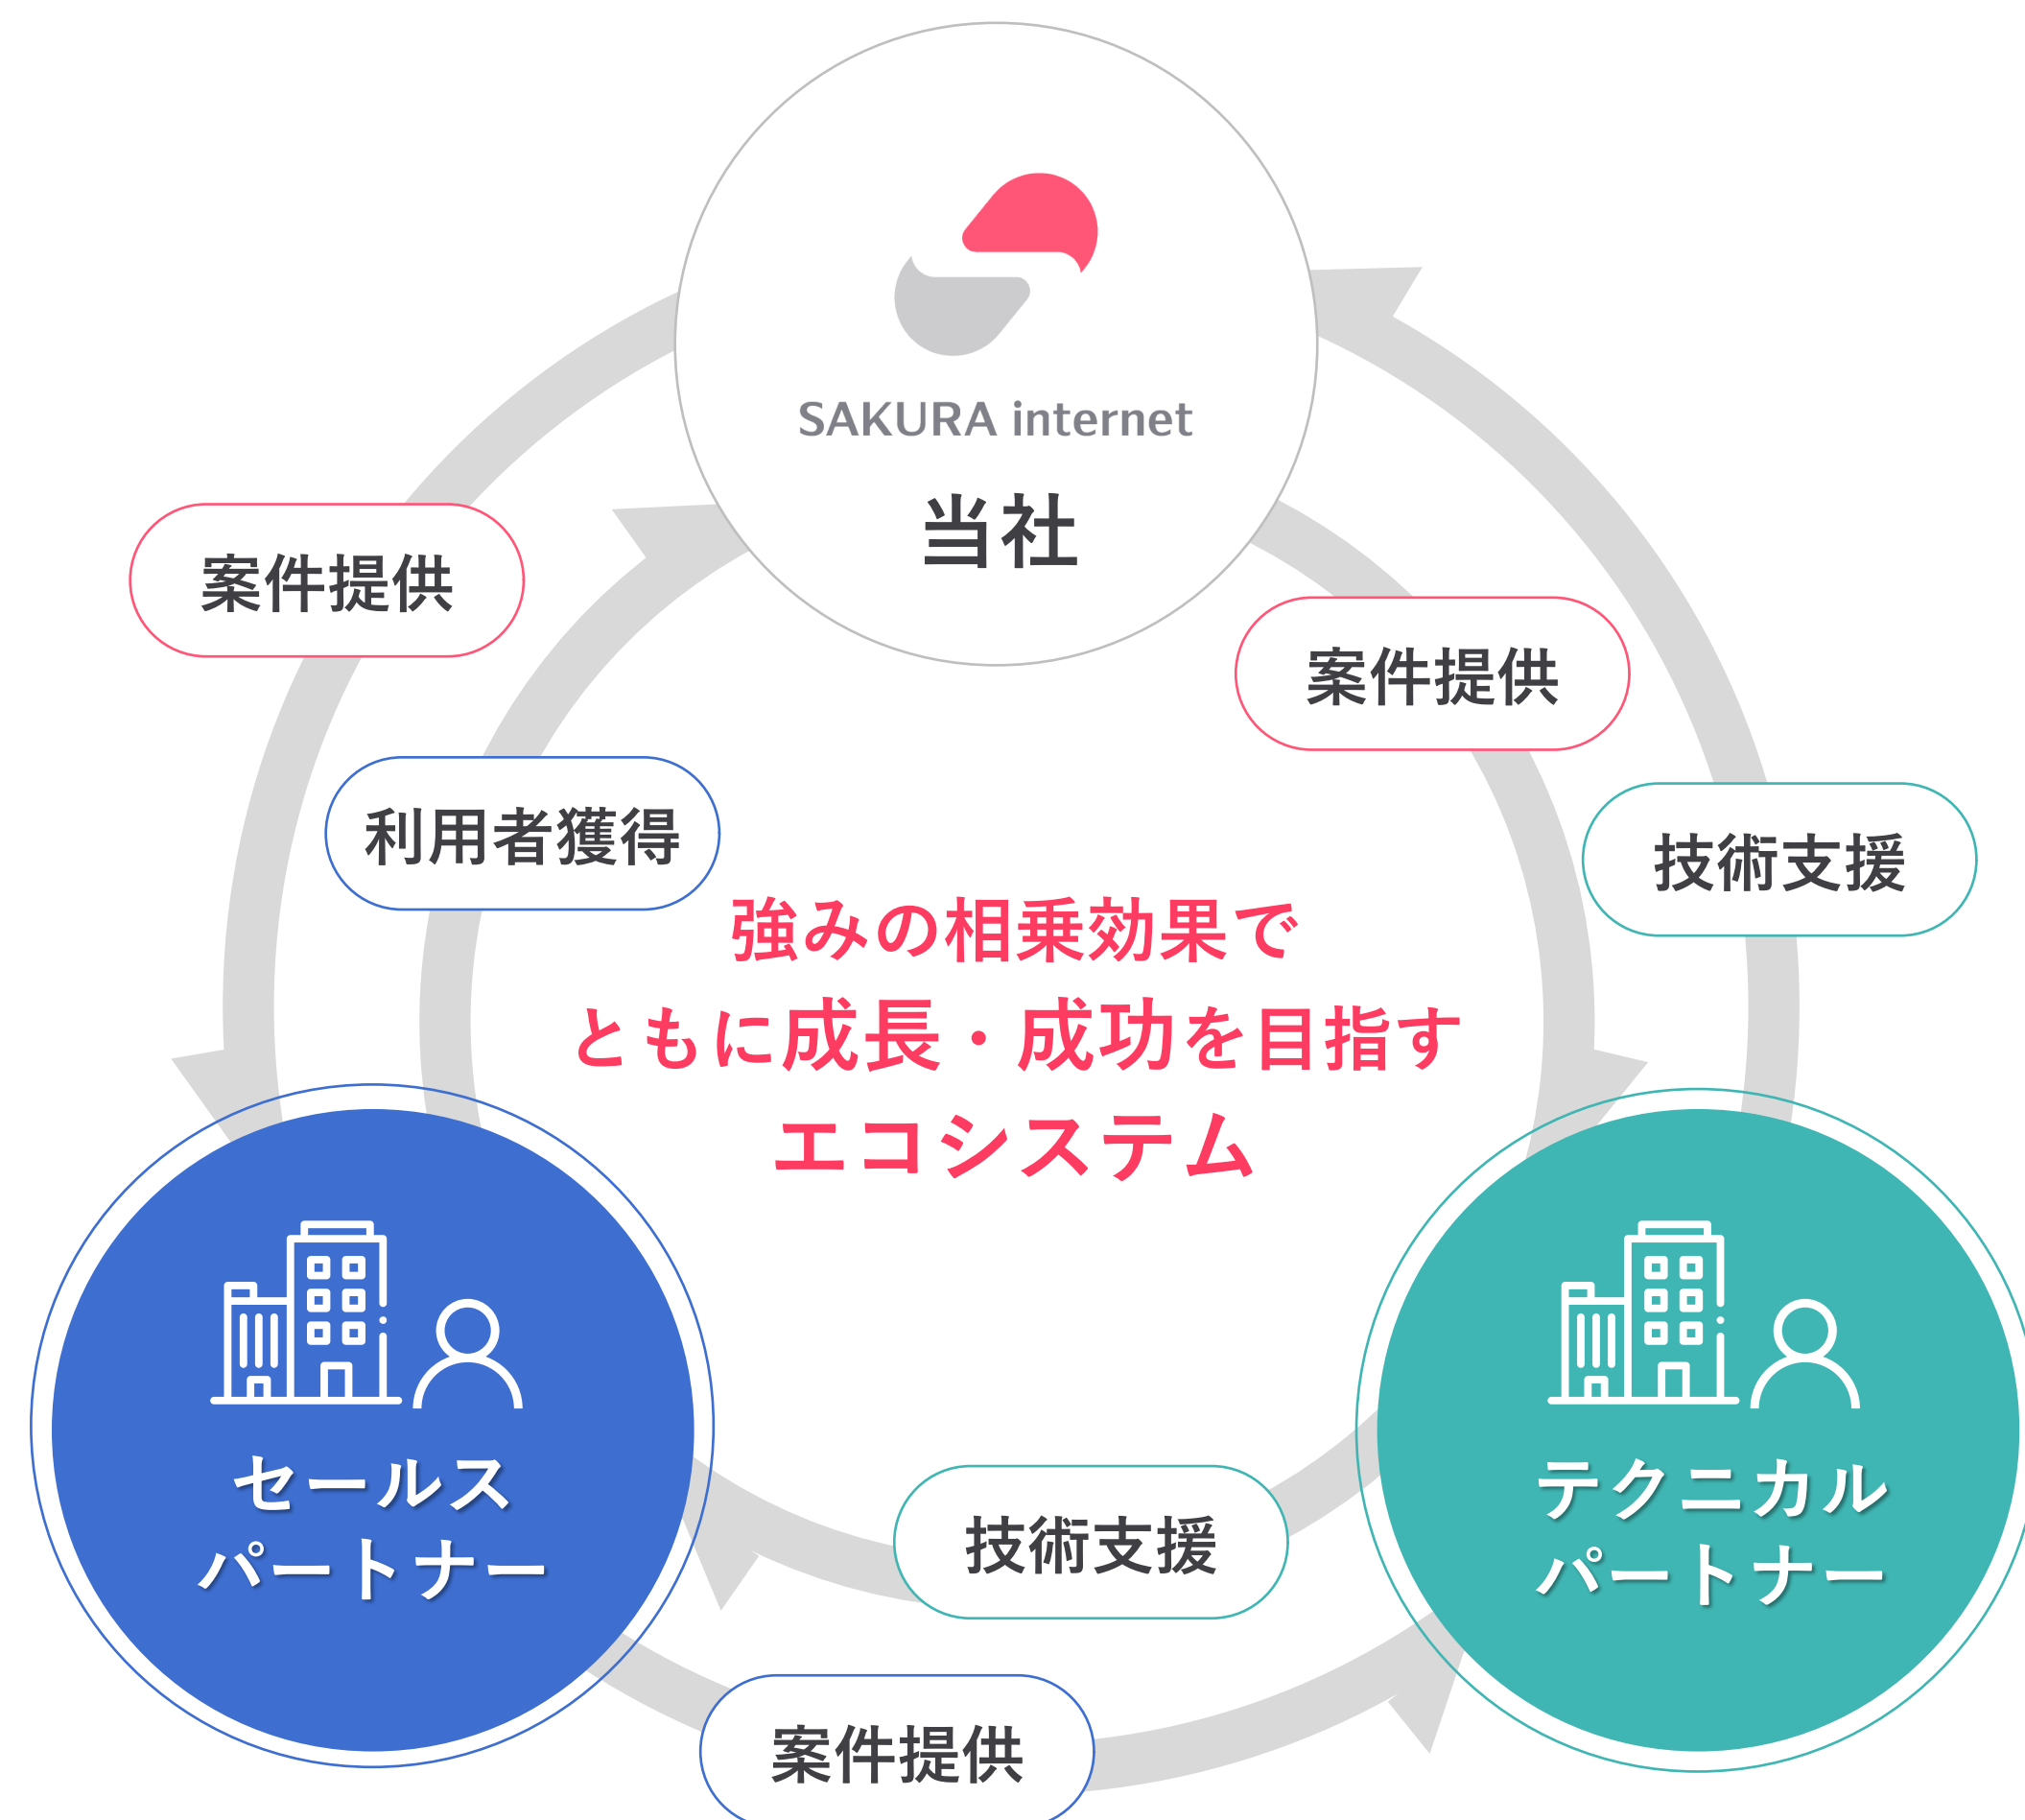 SAKURA internet
当社
案件提供
案件提供
利用者獲得
技術支援
強みの相乗効果で
ともに成長・成功を目指す
エコシステム
セールス
パートナー
テクニカル
パートナー
技術支援
案件提供